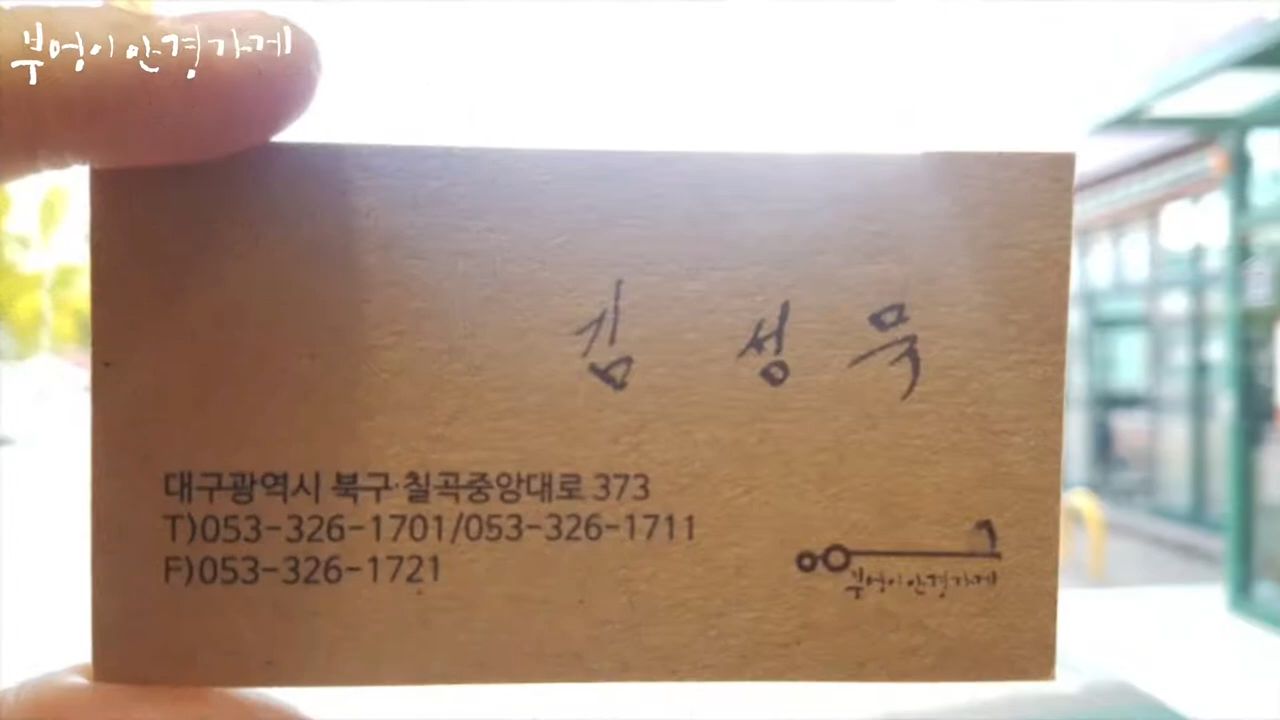 부엉이안경가게
김 성욱
대구광역시 북구 칠곡중앙대로 373
T)053-326-1701/053-326-1711
F)053-326-1721
부엉이안경가게